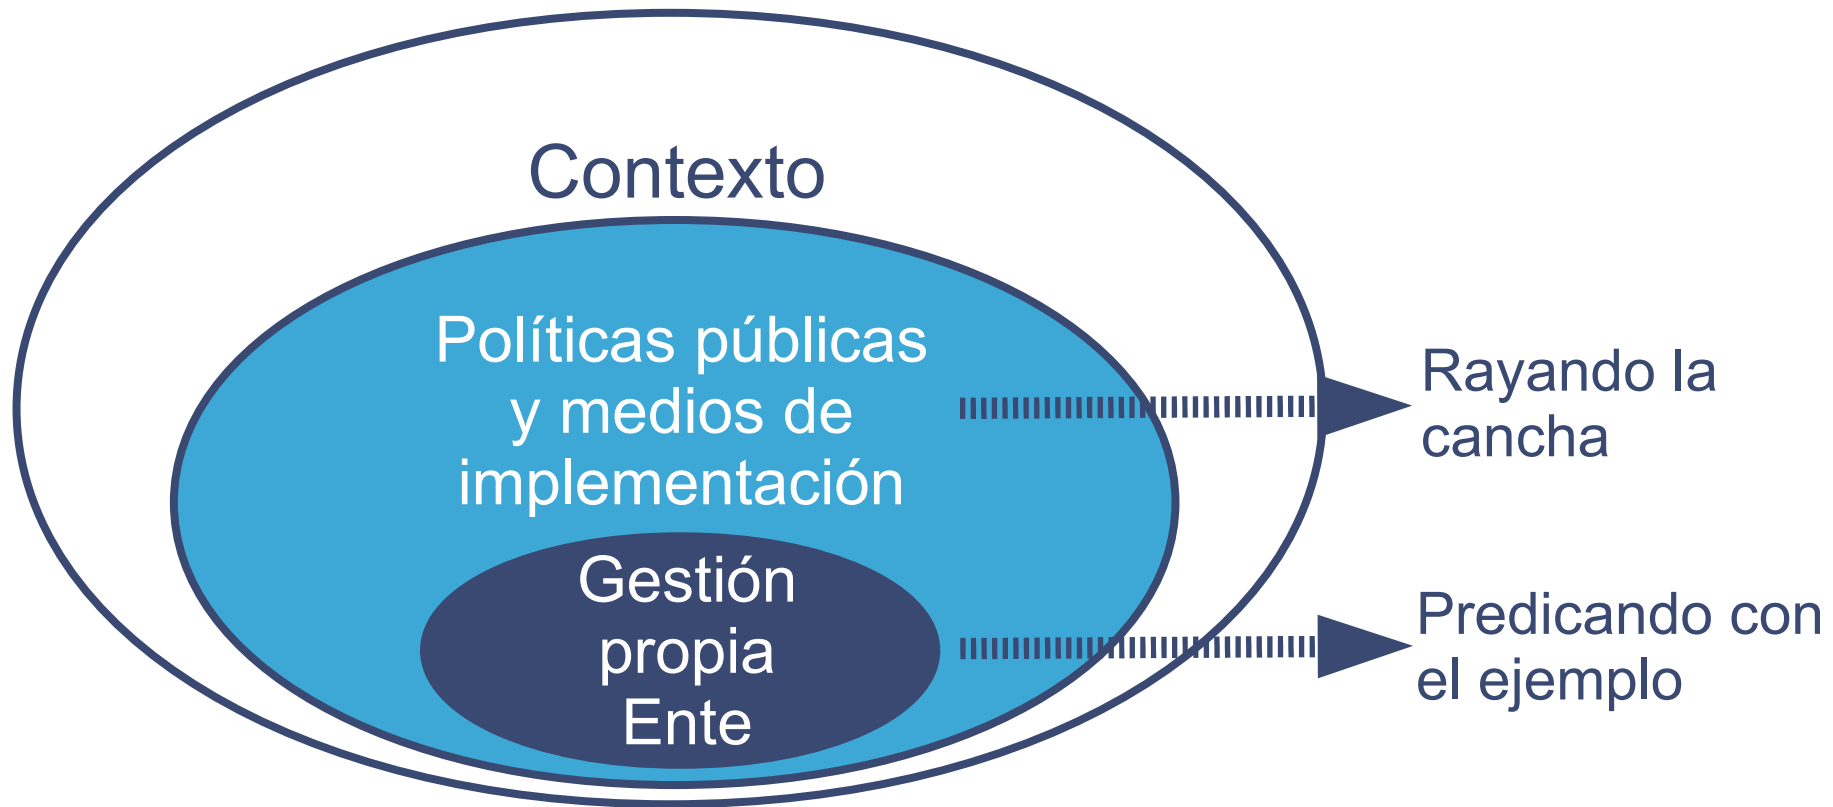 Contexto
Políticas públicas
y medios de
implementación
Rayando la
cancha
Gestión
propia
Ente
Predicando con
el ejemplo